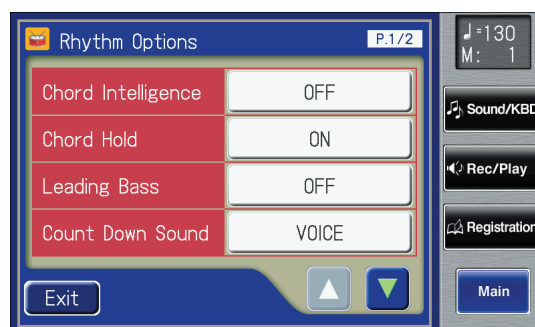 Rhythm Options P.1/2
Chord Intelligence OFF
Chord Hold ON
Leading Bass OFF
Count Down Sound VOICE
Exit
♩=130
M: 1
Sound/KBD
Rec/Play
Registration
Main